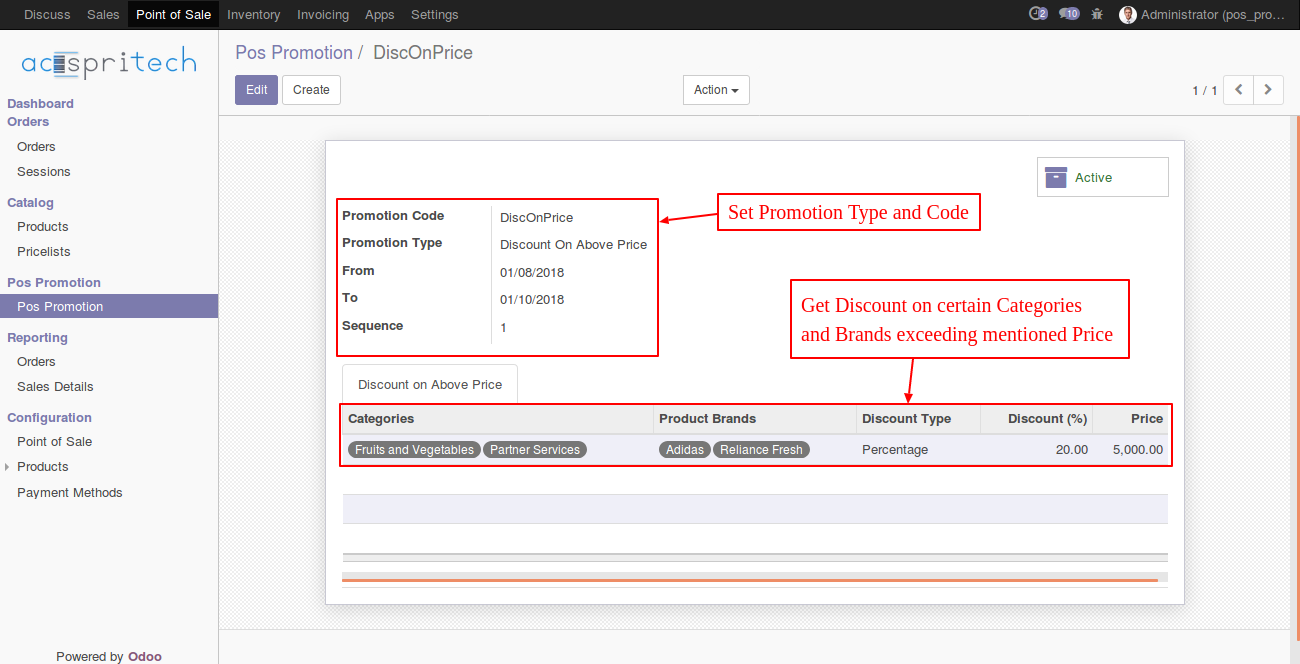 Discuss Sales Point of Sale Inventory Invoicing Apps Settings 2 10 Administrator (pos_pro...
acespritech
Dashboard
Orders
Orders
Sessions
Catalog
Products
Pricelists
Pos Promotion
Pos Promotion
Reporting
Orders
Sales Details
Configuration
Point of Sale
Products
Payment Methods
Powered by Odoo
Pos Promotion / DiscOnPrice
Edit Create Action 1 / 1
Active
Set Promotion Type and Code
Promotion Code DiscOnPrice
Promotion Type Discount On Above Price
From 01/08/2018
To 01/10/2018
Sequence 1
Get Discount on certain Categories
and Brands exceeding mentioned Price
Discount on Above Price
Categories Product Brands Discount Type Discount (%) Price
Fruits and Vegetables Partner Services Adidas Reliance Fresh Percentage 20.00 5,000.00